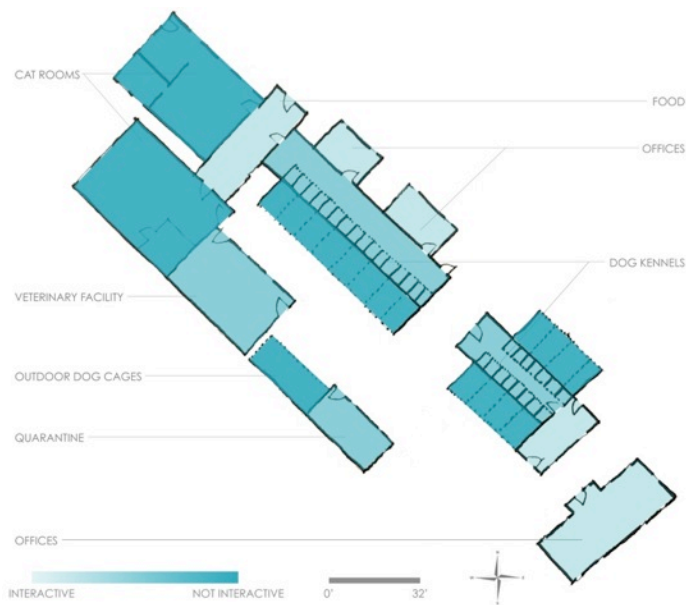 CAT ROOMS
FOOD
OFFICES
DOG KENNELS
VETERINARY FACILITY
OUTDOOR DOG CAGES
QUARANTINE
OFFICES
INTERACTIVE
NOT INTERACTIVE
0'
32'